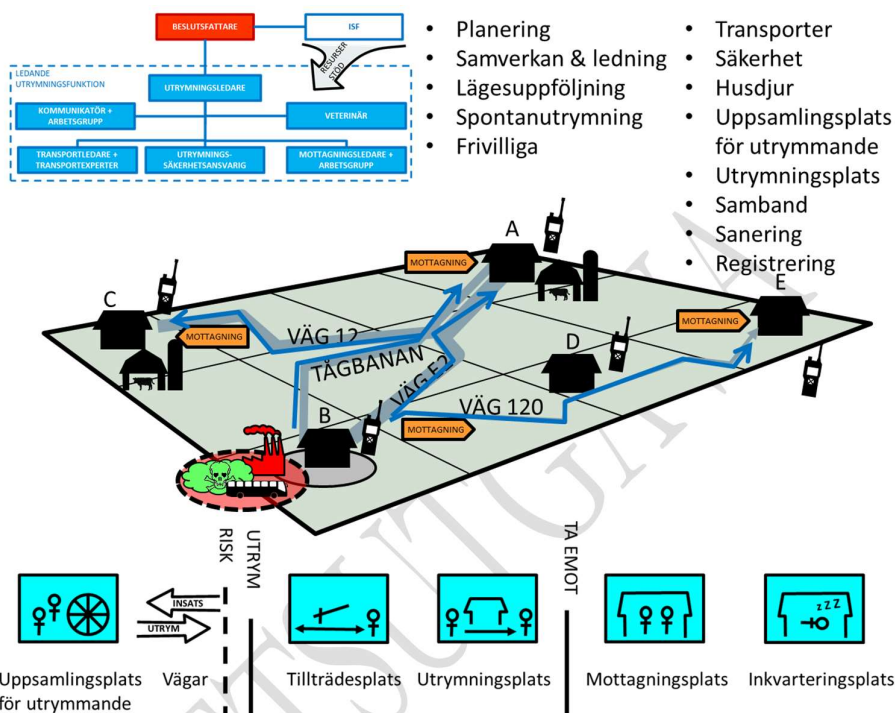 BESLUTSFATTARE
ISF
RESURSER
STÖD
LEDANDE
UTRYMNINGSFUNKTION
UTRYMNINGSLEDARE
KOMMUNIKATÖR +
ARBETSGRUPP
VETERINÄR
TRANSPORTLEDARE +
TRANSPORTEXPERTER
UTRYMNINGS-
SÄKERHETSANSVARIG
MOTTAGNINGSLEDARE +
ARBETSGRUPP
• Planering
• Samverkan & ledning
• Lägesuppföljning
• Spontanutrymning
• Frivilliga
• Transporter
• Säkerhet
• Husdjur
• Uppsamlingsplats
för utrymmande
• Utrymningsplats
• Samband
• Sanering
• Registrering
A
MOTTAGNING
E
MOTTAGNING
C
MOTTAGNING
VÄG 12
TÅGBANAN
D
VÄG E2
VÄG 120
B
MOTTAGNING
RISK
UTRYM
TA EMOT
INSATS
UTRYM
z z Z
Uppsamlingsplats
för utrymmande
Vägar
Tillträdesplats
Utrymningsplats
Mottagningsplats
Inkvarteringsplats
TSUTGÅVA